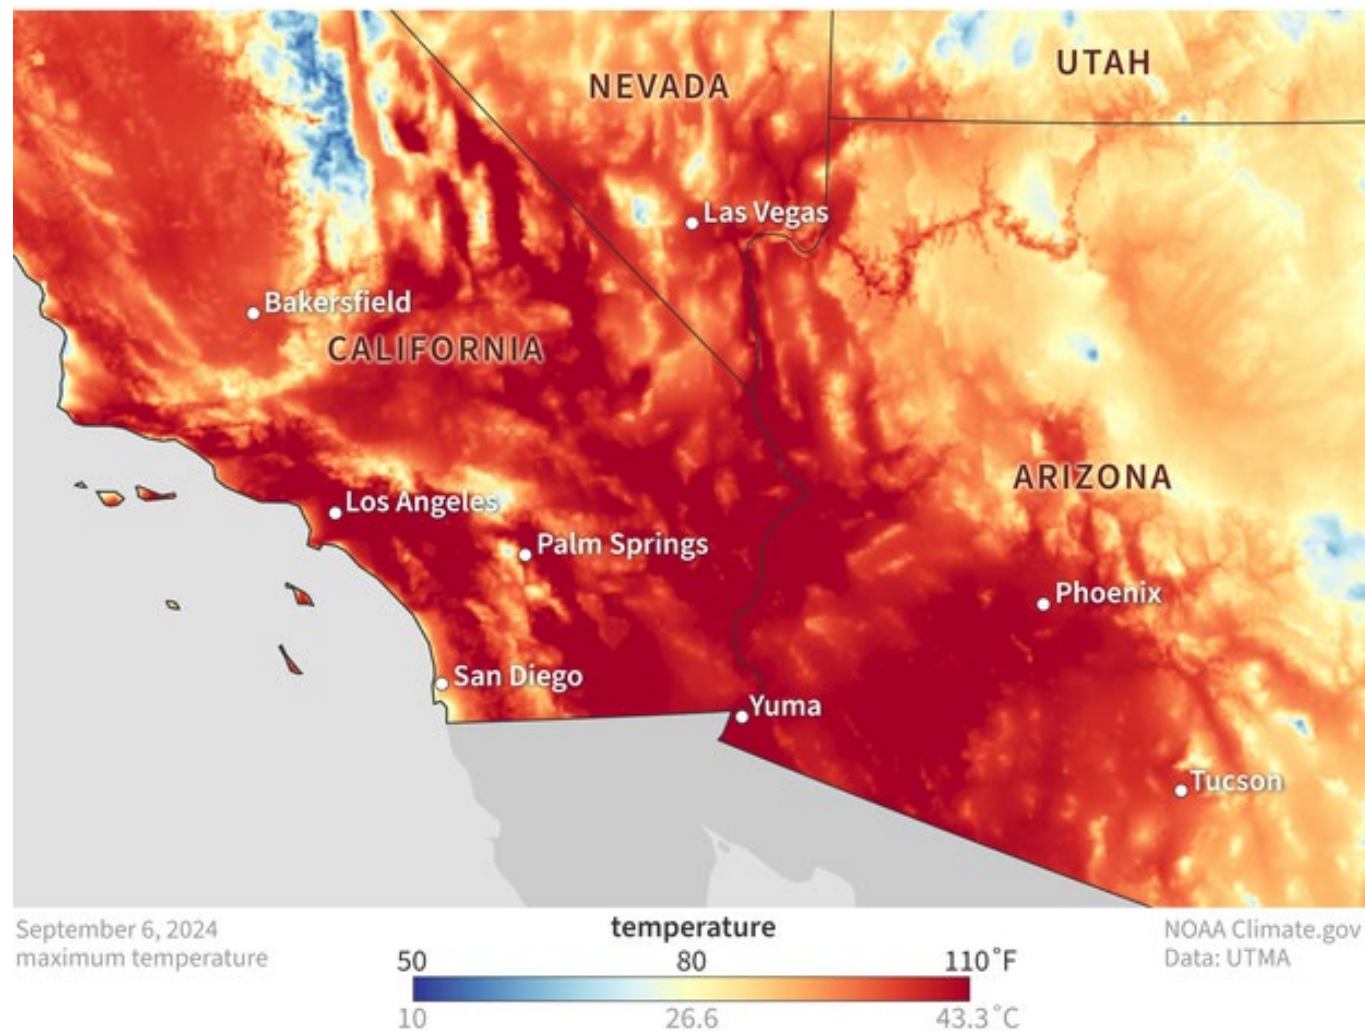 NEVADA
UTAH
Las Vegas
Bakersfield
CALIFORNIA
ARIZONA
Los Angeles
Palm Springs
Phoenix
San Diego
Yuma
Tucson
September 6, 2024
maximum temperature
temperature
50 80 110°F
10 26.6 43.3°C
NOAA Climate.gov
Data: UTMA